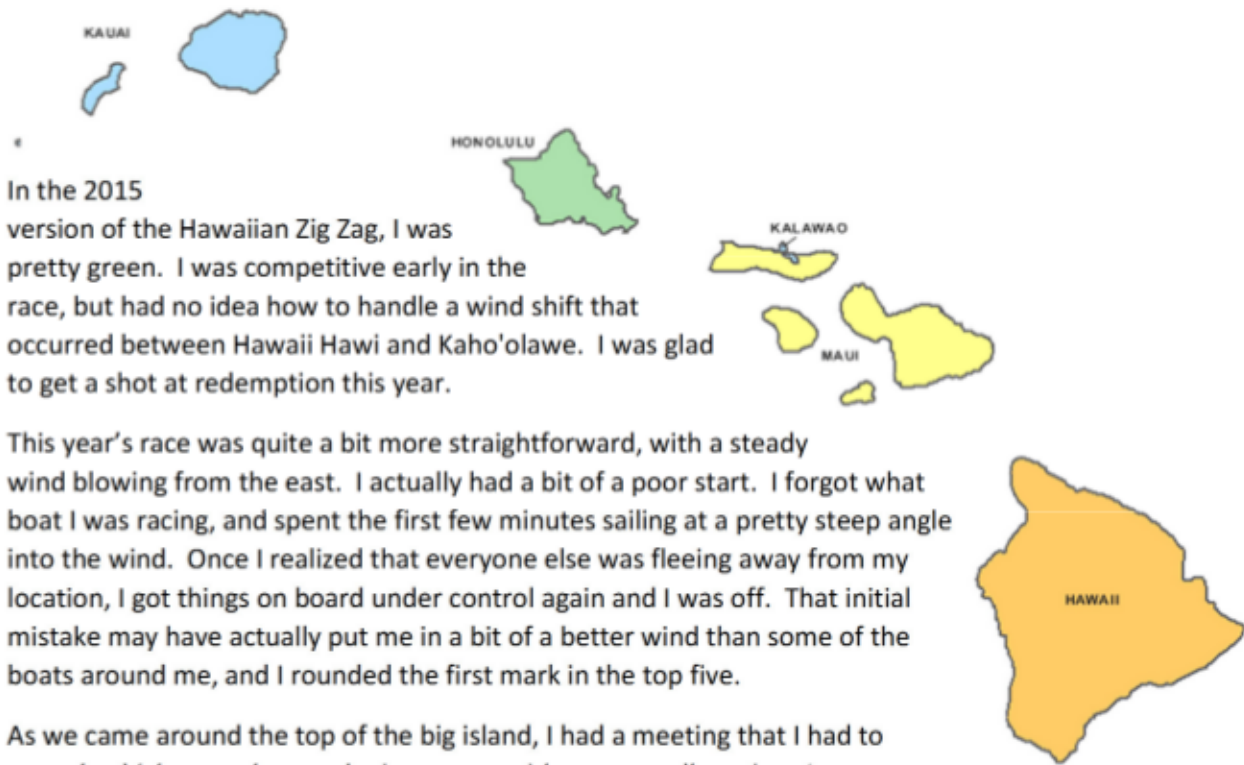 KAUAI
HONOLULU
KALAWAO
MAUI
HAWAII
In the 2015
version of the Hawaiian Zig Zag, I was
pretty green. I was competitive early in the
race, but had no idea how to handle a wind shift that
occurred between Hawaii Hawi and Kaho'olawe. I was glad
to get a shot at redemption this year.
This year's race was quite a bit more straightforward, with a steady
wind blowing from the east. I actually had a bit of a poor start. I forgot what
boat I was racing, and spent the first few minutes sailing at a pretty steep angle
into the wind. Once I realized that everyone else was fleeing away from my
location, I got things on board under control again and I was off. That initial
mistake may have actually put me in a bit of a better wind than some of the
boats around me, and I rounded the first mark in the top five.
As we came around the top of the big island, I had a meeting that I had to